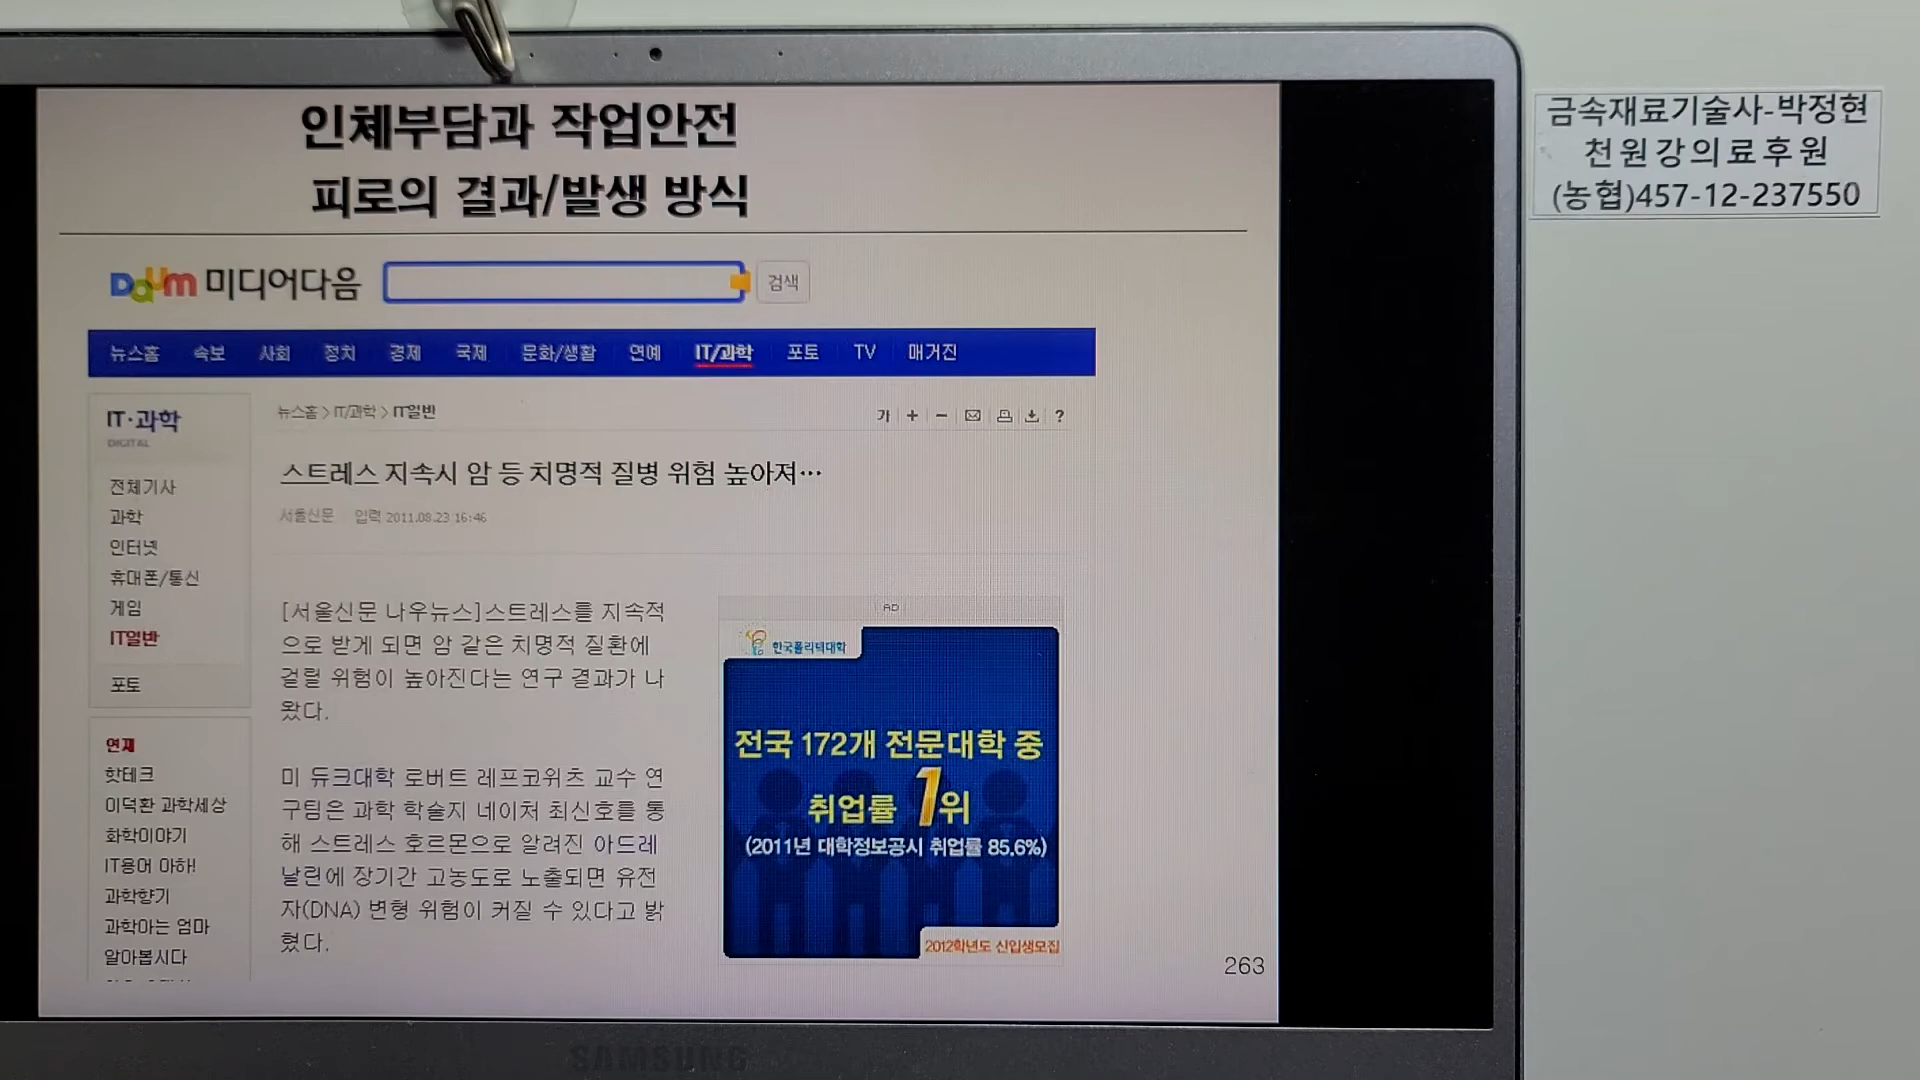 인체부담과 작업안전
피로의 결과/발생 방식
Daum 미디어다음
검색
뉴스홈 속보 사회 정치 경제 국제 문화/생활 연예 IT/과학 포토 TV 매거진
IT·과학
DIGITAL
전체기사
과학
인터넷
휴대폰/통신
게임
IT일반
포토
연재
핫테크
이덕환 과학세상
화학이야기
IT용어 아하!
과학향기
과학아는 엄마
알아봅시다
뉴스홈 > IT/과학 > IT일반
가 + - ?
스트레스 지속시 암 등 치명적 질병 위험 높아져…
서울신문 입력 2011.08.23 16:46
[서울신문 나우뉴스]스트레스를 지속적
으로 받게 되면 암 같은 치명적 질환에
걸릴 위험이 높아진다는 연구 결과가 나
왔다.
미 듀크대학 로버트 레프코위츠 교수 연
구팀은 과학 학술지 네이처 최신호를 통
해 스트레스 호르몬으로 알려진 아드레
날린에 장기간 고농도로 노출되면 유전
자(DNA) 변형 위험이 커질 수 있다고 밝
혔다.
AD
한국폴리텍대학
전국 172개 전문대학 중
취업률 1위
(2011년 대학정보공시 취업률 85.6%)
2012학년도 신입생모집
263
SAMSUNG
금속재료기술사-박정현
천원강의료후원
(농협)457-12-237550